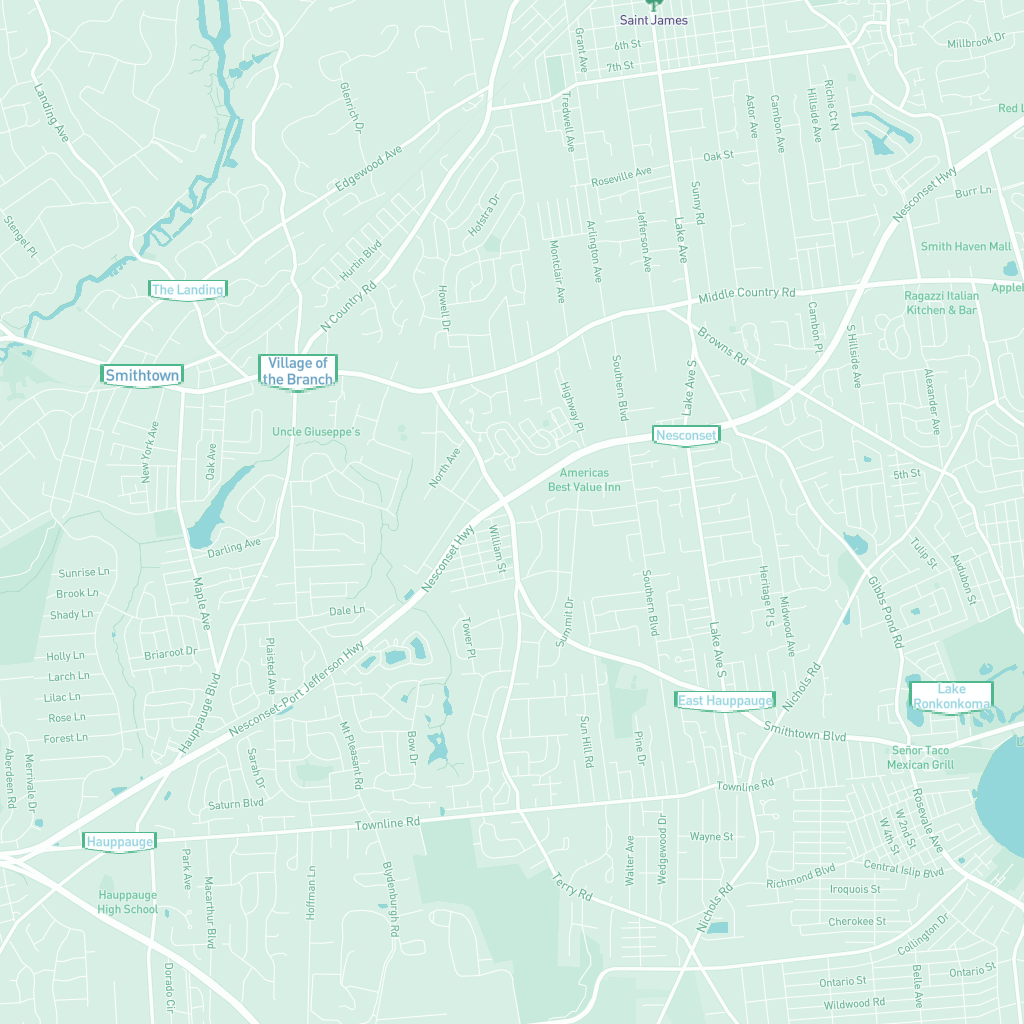 Saint James
Grant Ave
6th St
7th St
Millbrook Dr
Landing Ave
Glenrich Dr
Tredwell Ave
Astor Ave
Cambon Ave
Hillside Ave
Richie Ct N
Red L
Edgewood Ave
Oak St
Roseville Ave
Nesconset Hwy
Burr Ln
Stengel Pl
Holstra Dr
Sunny Rd
Jefferson Ave
Arlington Ave
Lake Ave
Montclair Ave
Hurtin Blvd
Smith Haven Mall
The Landing
N Country Rd
Howell Dr
Middle Country Rd
Ragazzi Italian
Kitchen & Bar
Appleb
Cambon Pl
S Hillside Ave
Browns Rd
Smithtown
Village of
the Branch
Lake Ave S
Southern Blvd
Highway Pl
Alexander Ave
Uncle Giuseppe's
Nesconset
New York Ave
Oak Ave
North Ave
Americas
Best Value Inn
5th St
Darling Ave
Nesconset Hwy
William St
Tulip St
Audubon St
Sunrise Ln
Brook Ln
Shady Ln
Maple Ave
Dale Ln
Tower Pl
Summit Dr
Southern Blvd
Heritage Pl S
Midwood Ave
Gibbs Pond Rd
Lake Ave S
Holly Ln
Briaroot Dr
Plaisted Ave
Larch Ln
Lilac Ln
Rose Ln
Forest Ln
Nesconset-Port Jefferson Hwy
Hauppauge Blvd
East Hauppauge
Nichols Rd
Lake
Ronkonkoma
Smithtown Blvd
Mt Pleasant Rd
Bow Dr
Sun Hill Rd
Pine Dr
Señor Taco
Mexican Grill
L
Aberdeen Rd
Merrivale Dr
Sarah Dr
Saturn Blvd
Townline Rd
Townline Rd
Rosevale Ave
W 2nd St
W 4th St
Hauppauge
Wayne St
Walter Ave
Wedgewood Dr
Park Ave
Macarthur Blvd
Hoffman Ln
Blydenburgh Rd
Terry Rd
Nichols Rd
Richmond Blvd
Central Islip Blvd
Iroquois St
Hauppauge
High School
Cherokee St
Collington Dr
Dorado Cir
Ontario St
Belle Ave
Ontario St
Wildwood Rd